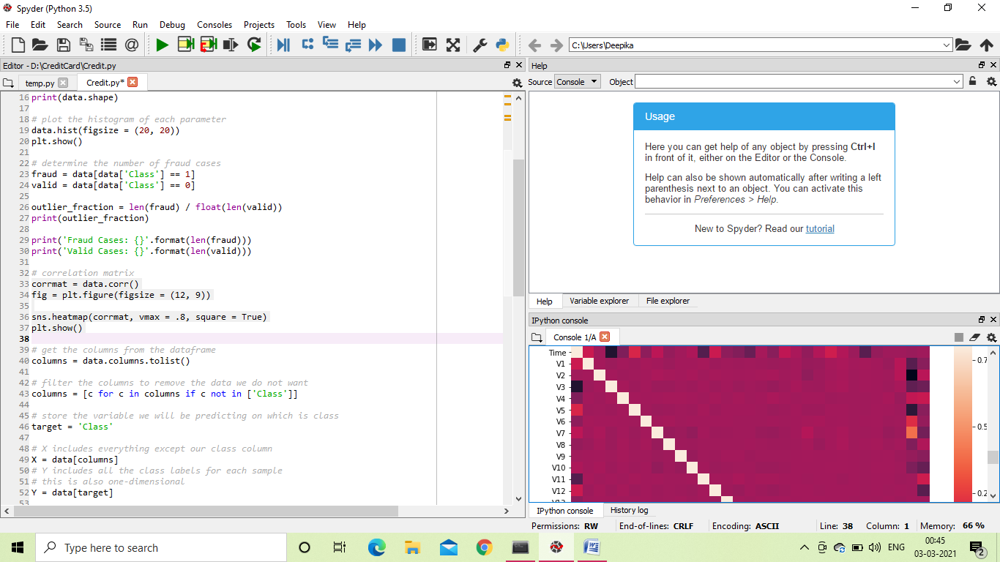 Spyder (Python 3.5)
File Edit Search Source Run Debug Consoles Projects Tools View Help
C:\Users\Deepika
Editor - D:\CreditCard\Credit.py
temp.py Credit.py*
16 print(data.shape)
17
18 # plot the histogram of each parameter
19 data.hist(figsize = (20, 20))
20 plt.show()
21
22 # determine the number of fraud cases
23 fraud = data[data['Class'] == 1]
24 valid = data[data['Class'] == 0]
25
26 outlier_fraction = len(fraud) / float(len(valid))
27 print(outlier_fraction)
28
29 print('Fraud Cases: {}'.format(len(fraud)))
30 print('Valid Cases: {}'.format(len(valid)))
31
32 # correlation matrix
33 corrmat = data.corr()
34 fig = plt.figure(figsize = (12, 9))
35
36 sns.heatmap(corrmat, vmax = .8, square = True)
37 plt.show()
38
39 # get the columns from the dataframe
40 columns = data.columns.tolist()
41
42 # filter the columns to remove the data we do not want
43 columns = [c for c in columns if c not in ['Class']]
44
45 # store the variable we will be predicting on which is class
46 target = 'Class'
47
48 # X includes everything except our class column
49 X = data[columns]
50 # Y includes all the class labels for each sample
51 # this is also one-dimensional
52 Y = data[target]
53
Help
Source Console Object
Usage
Here you can get help of any object by pressing Ctrl+I
in front of it, either on the Editor or the Console.
Help can also be shown automatically after writing a left
parenthesis next to an object. You can activate this
behavior in Preferences > Help.
New to Spyder? Read our tutorial
Help Variable explorer File explorer
IPython console
Console 1/A
Time
V1
V2
V3
V4
V5
V6
V7
V8
V9
V10
V11
V12
0.5
IPython console History log
Permissions: RW End-of-lines: CRLF Encoding: ASCII Line: 38 Column: 1 Memory: 66 %
Type here to search
ENG
00:45
03-03-2021
2